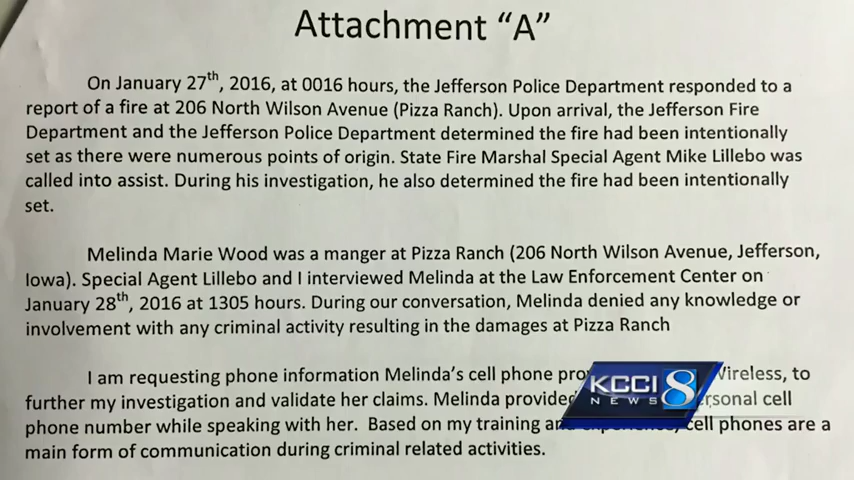 Attachment “A”
On January 27th, 2016, at 0016 hours, the Jefferson Police Department responded to a
report of a fire at 206 North Wilson Avenue (Pizza Ranch). Upon arrival, the Jefferson Fire
Department and the Jefferson Police Department determined the fire had been intentionally
set as there were numerous points of origin. State Fire Marshal Special Agent Mike Lillebo was
called into assist. During his investigation, he also determined the fire had been intentionally
set.
Melinda Marie Wood was a manger at Pizza Ranch (206 North Wilson Avenue, Jefferson,
Iowa). Special Agent Lillebo and I interviewed Melinda at the Law Enforcement Center on
January 28th, 2016 at 1305 hours. During our conversation, Melinda denied any knowledge or
involvement with any criminal activity resulting in the damages at Pizza Ranch
I am requesting phone information Melinda’s cell phone Wireless, to
further my investigation and validate her claims. Melinda provided personal cell
phone number while speaking with her. Based on my training and experience, cell phones are a
main form of communication during criminal related activities.
KCCI 8
NEWS